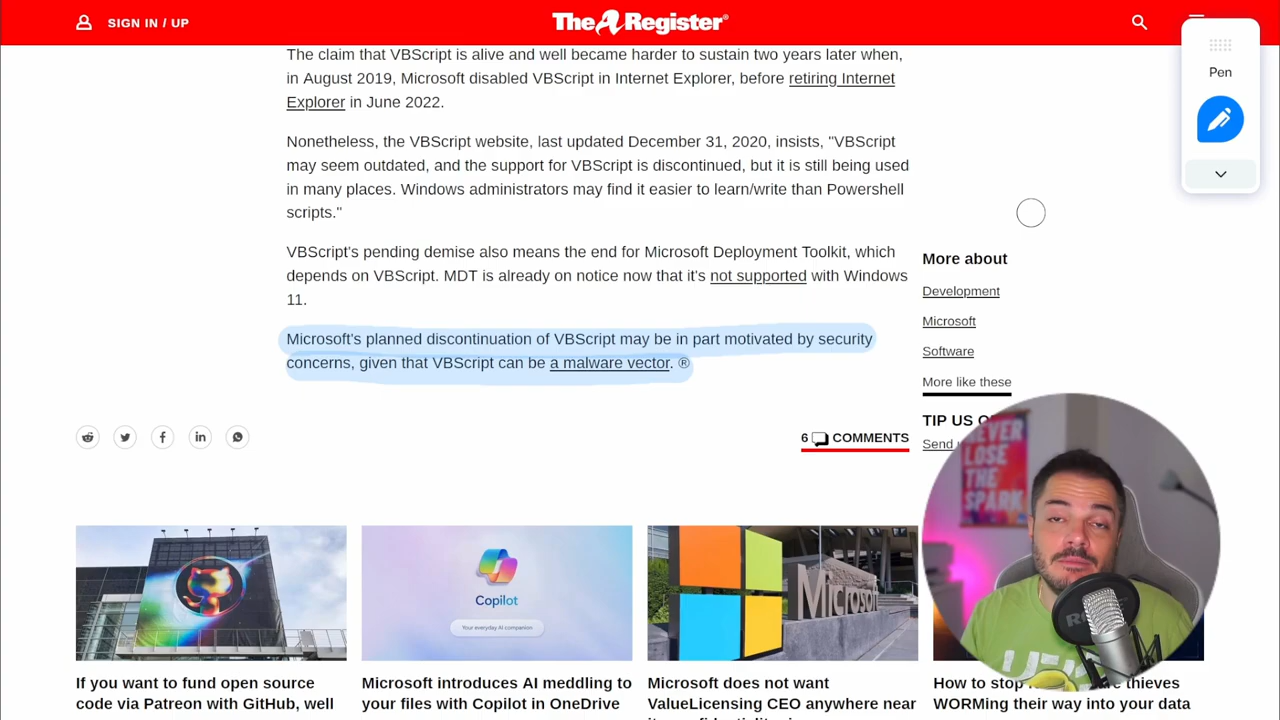 SIGN IN / UP
The Register®
Pen
The claim that VBScript is alive and well became harder to sustain two years later when,
in August 2019, Microsoft disabled VBScript in Internet Explorer, before retiring Internet
Explorer in June 2022.
Nonetheless, the VBScript website, last updated December 31, 2020, insists, "VBScript
may seem outdated, and the support for VBScript is discontinued, but it is still being used
in many places. Windows administrators may find it easier to learn/write than Powershell
scripts."
VBScript's pending demise also means the end for Microsoft Deployment Toolkit, which
depends on VBScript. MDT is already on notice now that it's not supported with Windows
11.
Microsoft's planned discontinuation of VBScript may be in part motivated by security
concerns, given that VBScript can be a malware vector. ®
6 COMMENTS
More about
Development
Microsoft
Software
More like these
TIP US
Send
NEVER
LOSE
THE
SPARK
Copilot
Your everyday AI companion
Microsoft
If you want to fund open source
code via Patreon with GitHub, well
Microsoft introduces AI meddling to
your files with Copilot in OneDrive
Microsoft does not want
ValueLicensing CEO anywhere near
How to stop thieves
WORMing their way into your data